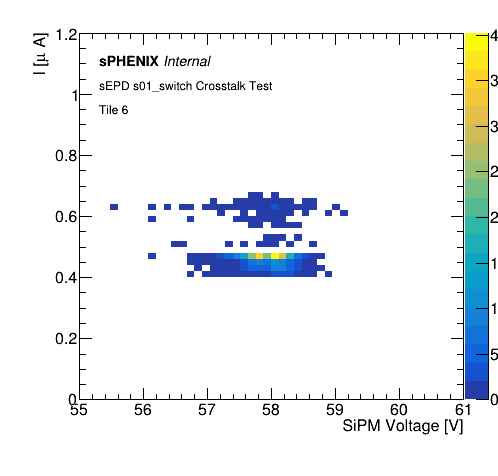 1.2
I [μ A]
sPHENIX Internal
sEPD s01_switch Crosstalk Test
Tile 6
1
0.8
0.6
0.4
0.2
0
55 56 57 58 59 60 61
SiPM Voltage [V]
4
3
3
2
2
1
1
5
0